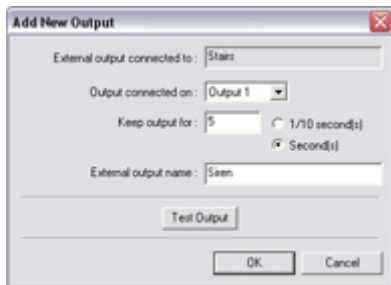 Add New Output
External output connected to : Stairs
Output connected on : Output 1
Keep output for : 5 1/10 second(s)
Second(s)
External output name : Siren
Test Output
OK Cancel